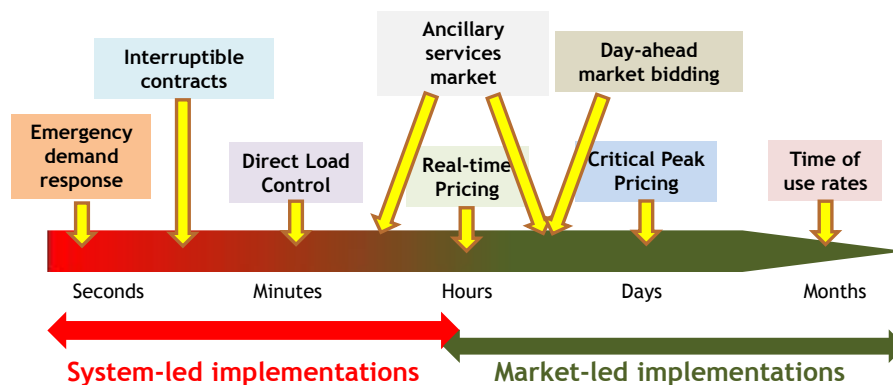 Interruptible
contracts
Ancillary
services
market
Day-ahead
market bidding
Emergency
demand
response
Direct Load
Control
Real-time
Pricing
Critical Peak
Pricing
Time of
use rates
Seconds
Minutes
Hours
Days
Months
System-led implementations
Market-led implementations